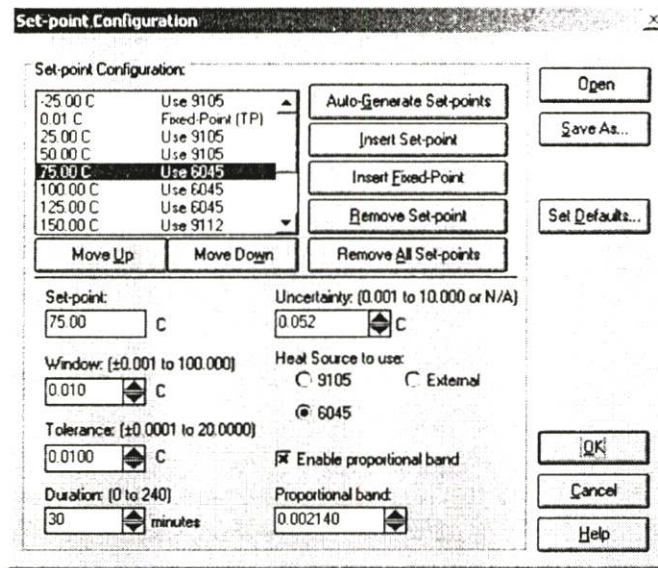 Set-point Configuration
Set-point Configuration:
-25.00 C Use 9105
0.01 C Fixed-Point (TP)
25.00 C Use 9105
50.00 C Use 9105
75.00 C Use 6045
100.00 C Use 6045
125.00 C Use 6045
150.00 C Use 9112
Move Up Move Down
Auto-Generate Set-points
Insert Set-point
Insert Fixed-Point
Remove Set-point
Remove All Set-points
Open
Save As...
Set Defaults...
Set-point:
75.00 C
Window: (±0.001 to 100.000)
0.010 C
Tolerance: (±0.0001 to 20.0000)
0.0100 C
Duration: (0 to 240)
30 minutes
Uncertainty: (0.001 to 10.000 or N/A)
0.052 C
Heat Source to use:
9105 External
6045
Enable proportional band
Proportional band:
0.002140
OK
Cancel
Help